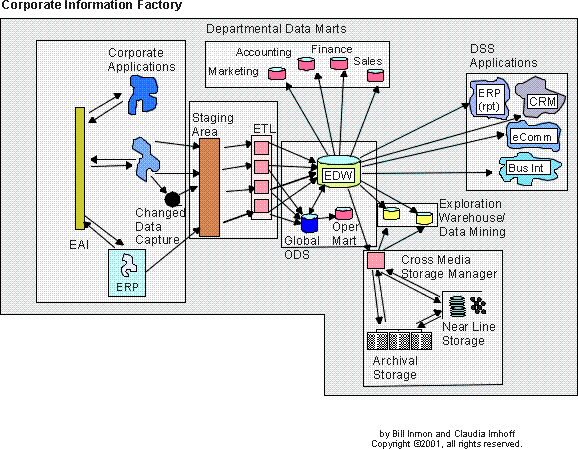 Corporate Information Factory
Departmental Data Marts
Corporate
Applications
Accounting
Finance
Marketing
Sales
DSS
Applications
ERP
(rpt)
CRM
eComm
Bus Int
Staging
Area
ETL
EDW
Changed
Data
Capture
EAI
ERP
Global
ODS
Oper
Mart
Exploration
Warehouse/
Data Mining
Cross Media
Storage Manager
Near Line
Storage
Archival
Storage
by Bill Inmon and Claudia Imhoff
Copyright ©2001, all rights reserved.